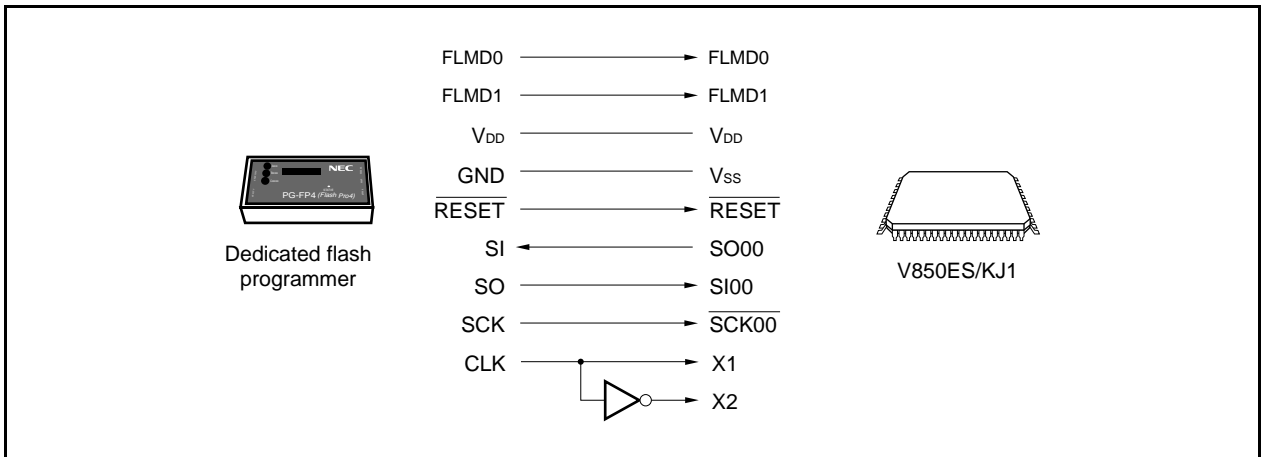 FLMD0 FLMD0
FLMD1 FLMD1
VDD VDD
GND VSS
RESET RESET
SI SO00
SO SI00
SCK SCK00
CLK X1
X2
NEC
PG-FP4 (Flash Pro4)
Dedicated flash
programmer
V850ES/KJ1